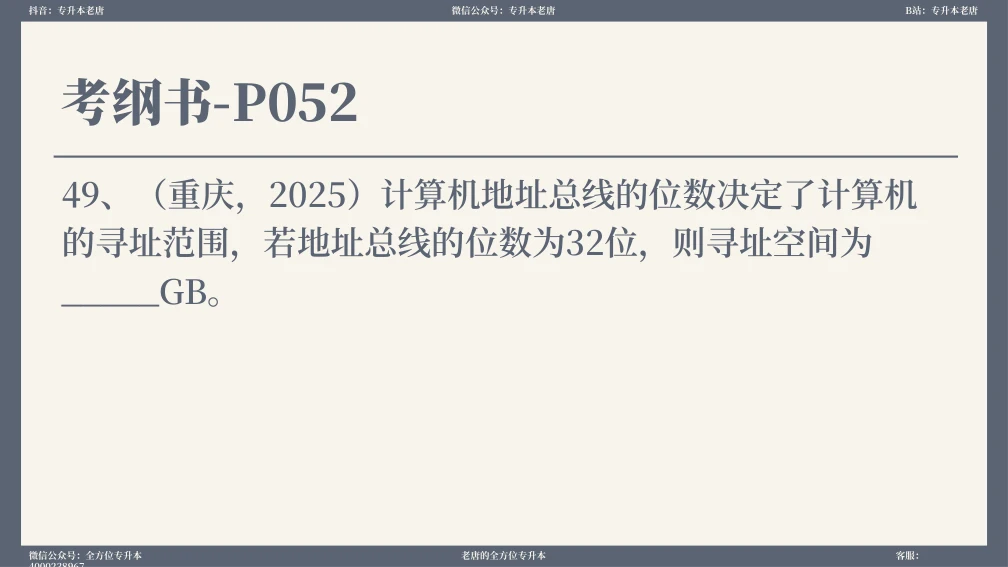 抖音：专升本老唐
微信公众号：专升本老唐
B站：专升本老唐
考纲书-P052
49、（重庆，2025）计算机地址总线的位数决定了计算机
的寻址范围，若地址总线的位数为32位，则寻址空间为
______GB。
微信公众号：全方位专升本
老唐的全方位专升本
客服：
4000238967